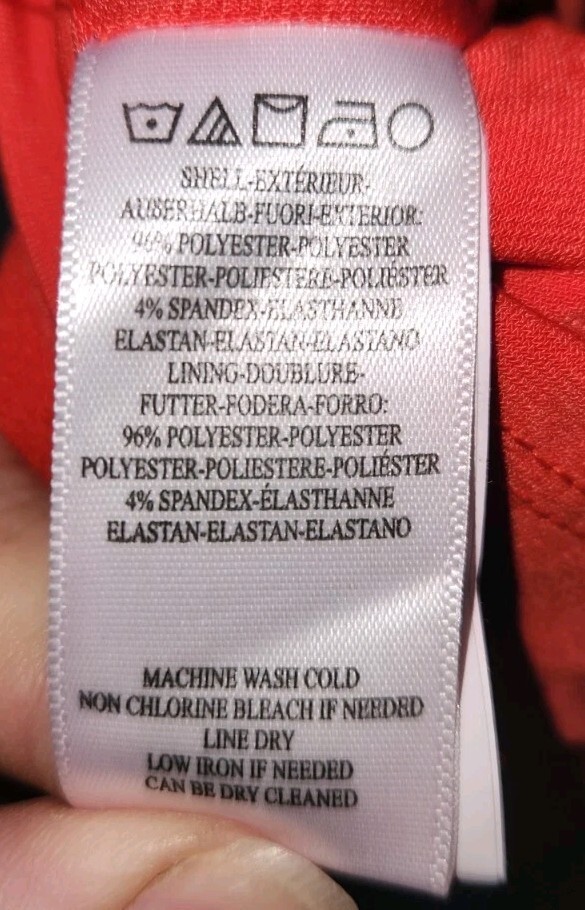 SHELL-EXTÉRIEUR-
AUSERHALB-FUORI-EXTERIOR:
96% POLYESTER-POLYESTER
POLYESTER-POLIESTERE-POLIÉSTER
4% SPANDEX-ÉLASTHANNE
ELASTAN-ELASTAN-ELASTANO
LINING-DOUBLURE-
FUTTER-FODERA-FORRO:
96% POLYESTER-POLYESTER
POLYESTER-POLIESTERE-POLIÉSTER
4% SPANDEX-ÉLASTHANNE
ELASTAN-ELASTAN-ELASTANO
MACHINE WASH COLD
NON CHLORINE BLEACH IF NEEDED
LINE DRY
LOW IRON IF NEEDED
CAN BE DRY CLEANED